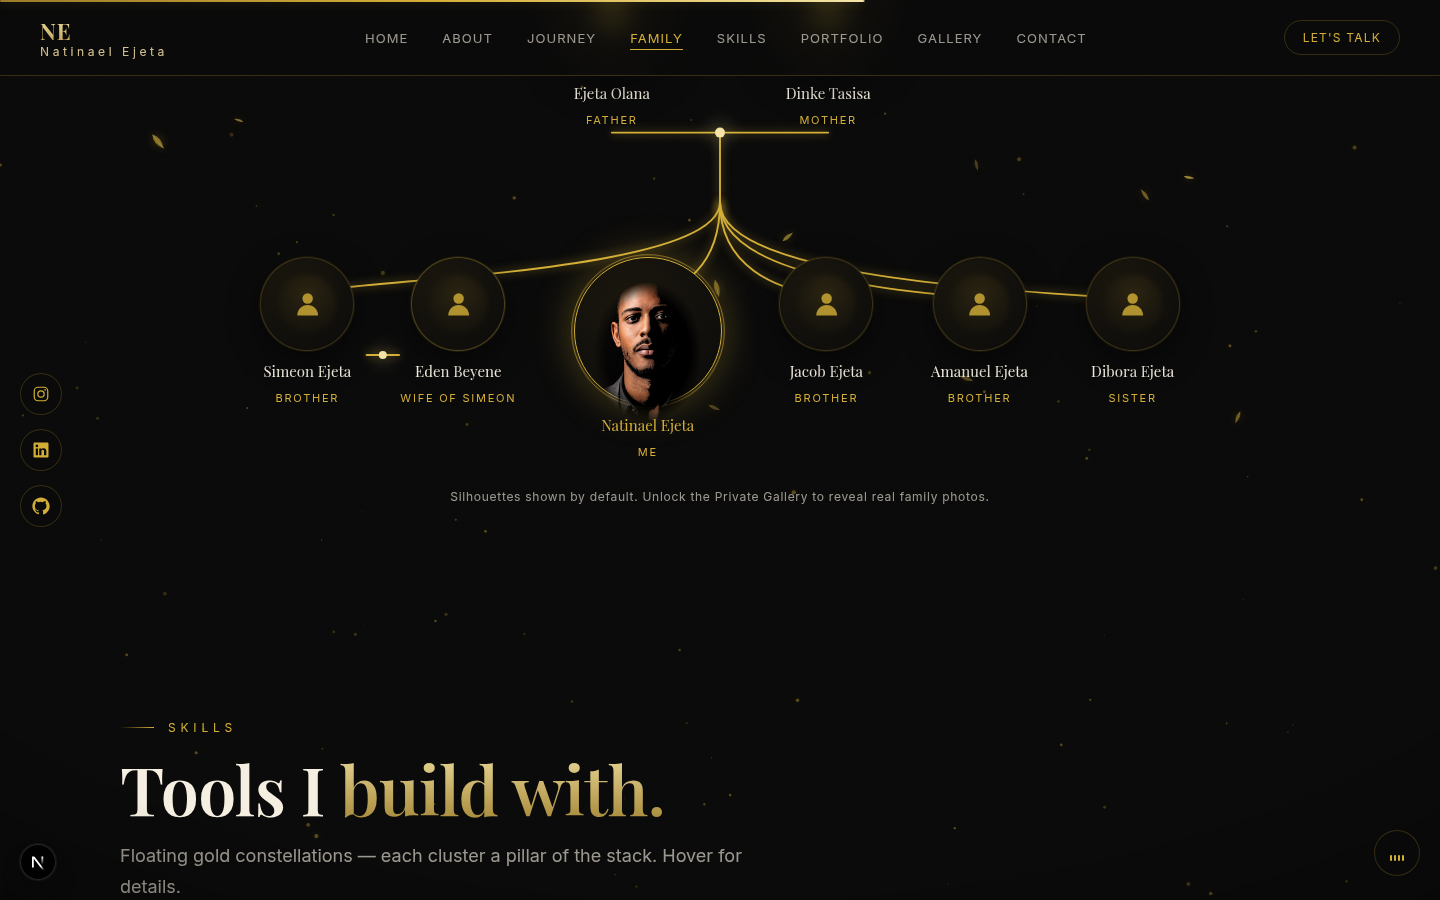 NE
Natinael Ejeta
HOME ABOUT JOURNEY FAMILY SKILLS PORTFOLIO GALLERY CONTACT
LET'S TALK
Ejeta Olana
FATHER
Dinke Tasisa
MOTHER
Simeon Ejeta
BROTHER
Eden Beyene
WIFE OF SIMEON
Natinael Ejeta
ME
Jacob Ejeta
BROTHER
Amanuel Ejeta
BROTHER
Dibora Ejeta
SISTER
Silhouettes shown by default. Unlock the Private Gallery to reveal real family photos.
SKILLS
Tools I build with.
Floating gold constellations — each cluster a pillar of the stack. Hover for
details.